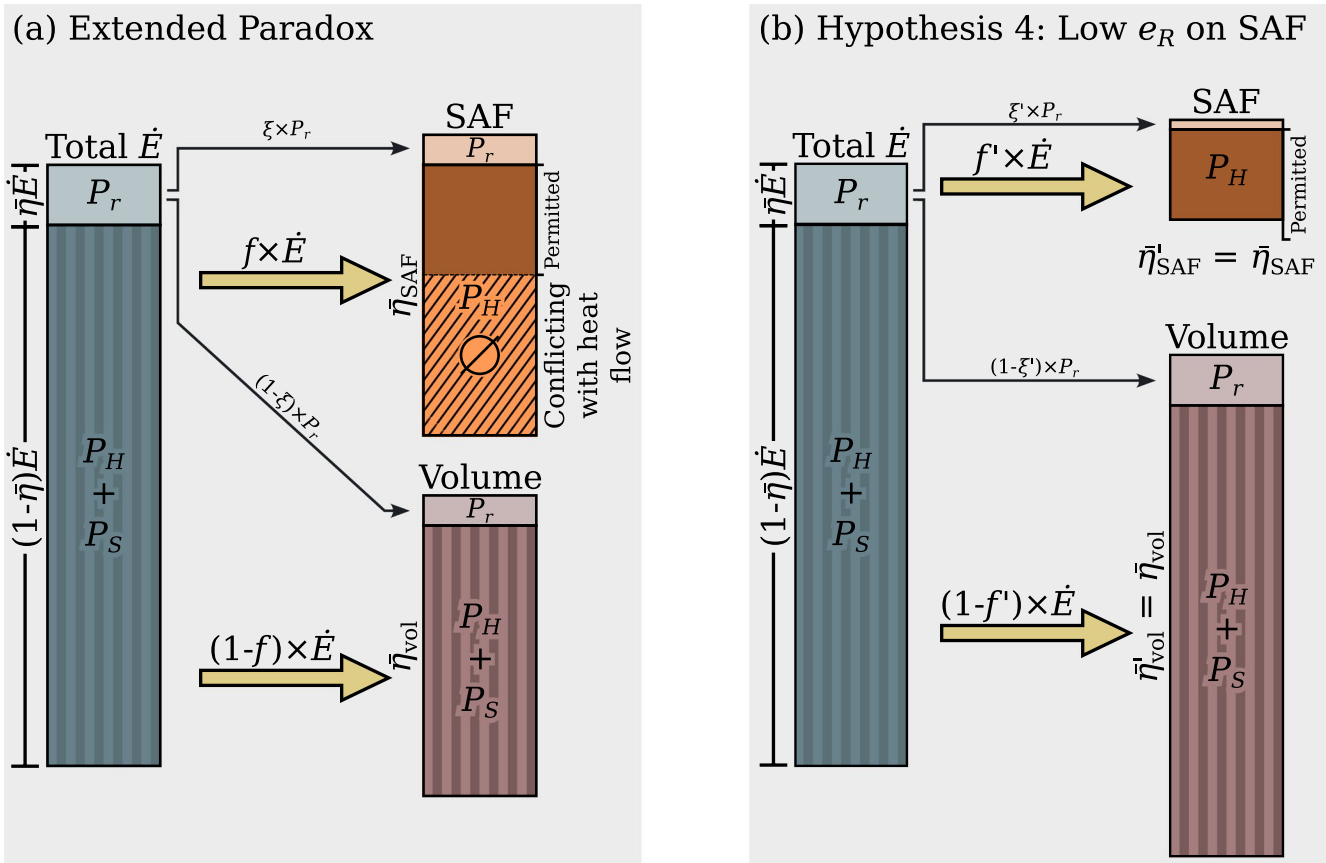 (a) Extended Paradox
Total Ė
η̄Ė
P_r
(1-η̄)Ė
P_H
+
P_S
ξ×P_r
f×Ė
(1-ξ)×P_r
(1-f)×Ė
SAF
P_r
η̄_SAF
P_H
Permitted
Conflicting
with heat
flow
Volume
P_r
η̄_vol
P_H
+
P_S
(b) Hypothesis 4: Low e_R on SAF
Total Ė
η̄Ė
P_r
(1-η̄)Ė
P_H
+
P_S
ξ'×P_r
f'×Ė
(1-ξ')×P_r
(1-f')×Ė
SAF
P_H
Permitted
η̄'_SAF = η̄_SAF
Volume
P_r
η̄'_vol = η̄_vol
P_H
+
P_S